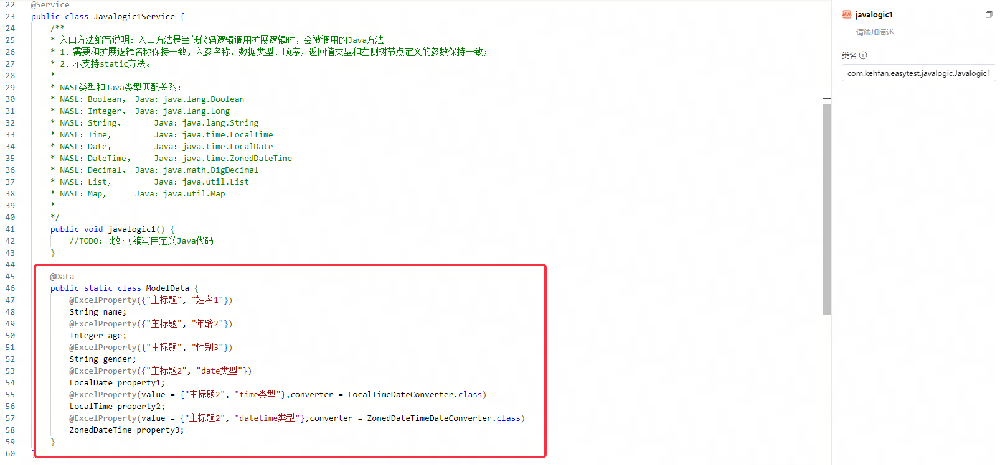 22 @Service
23 public class Javalogic1Service {
24 /**
25 * 入口方法编写说明：入口方法是当低代码逻辑调用扩展逻辑时，会被调用的Java方法
26 * 1、需要和扩展逻辑名称保持一致，入参名称、数据类型、顺序，返回值类型和左侧树节点定义的参数保持一致；
27 * 2、不支持static方法。
28 *
29 * NASL类型和Java类型匹配关系：
30 * NASL：Boolean， Java：java.lang.Boolean
31 * NASL：Integer， Java：java.lang.Long
32 * NASL：String， Java：java.lang.String
33 * NASL：Time， Java：java.time.LocalTime
34 * NASL：Date， Java：java.time.LocalDate
35 * NASL：DateTime， Java：java.time.ZonedDateTime
36 * NASL：Decimal， Java：java.math.BigDecimal
37 * NASL：List， Java：java.util.List
38 * NASL：Map， Java：java.util.Map
39 *
40 */
41 public void javalogic1() {
42 //TODO：此处可编写自定义Java代码
43 }
44
45 @Data
46 public static class ModelData {
47 @ExcelProperty({"主标题", "姓名1"})
48 String name;
49 @ExcelProperty({"主标题", "年龄2"})
50 Integer age;
51 @ExcelProperty({"主标题", "性别3"})
52 String gender;
53 @ExcelProperty({"主标题2", "date类型"})
54 LocalDate property1;
55 @ExcelProperty(value = {"主标题2", "time类型"},converter = LocalTimeDateConverter.class)
56 LocalTime property2;
57 @ExcelProperty(value = {"主标题2", "datetime类型"},converter = ZonedDateTimeDateConverter.class)
58 ZonedDateTime property3;
59 }
60 }
JAVA javalogic1
请添加描述
类名
com.kehfan.easytest.javalogic.Javalogic1